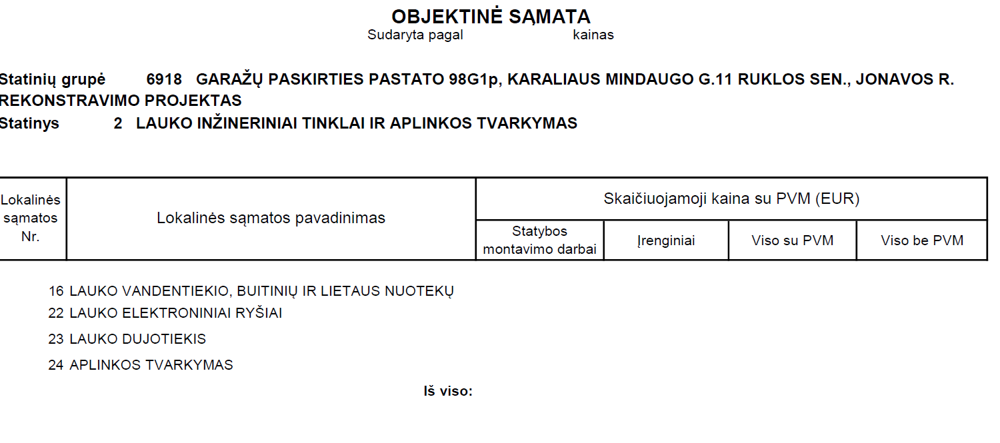 OBJEKTINĖ SĄMATA
Sudaryta pagal kainas
Statinių grupė 6918 GARAŽŲ PASKIRTIES PASTATO 98G1p, KARALIAUS MINDAUGO G.11 RUKLOS SEN., JONAVOS R.
REKONSTRAVIMO PROJEKTAS
Statinys 2 LAUKO INŽINERINIAI TINKLAI IR APLINKOS TVARKYMAS
Lokalinės
sąmatos
Nr.
Lokalinės sąmatos pavadinimas
Skaičiuojamoji kaina su PVM (EUR)
Statybos
montavimo darbai
Įrenginiai
Viso su PVM
Viso be PVM
16 LAUKO VANDENTIEKIO, BUITINIŲ IR LIETAUS NUOTEKŲ
22 LAUKO ELEKTRONINIAI RYŠIAI
23 LAUKO DUJOTIEKIS
24 APLINKOS TVARKYMAS
Iš viso: